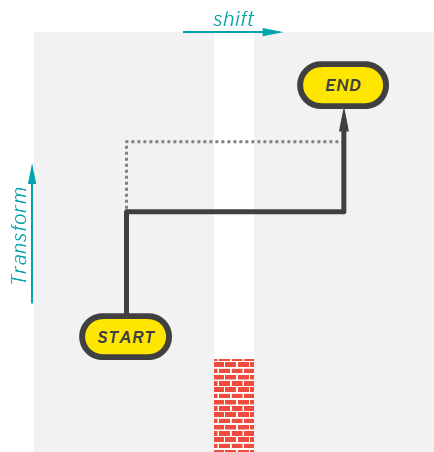 shift
END
Transform
START